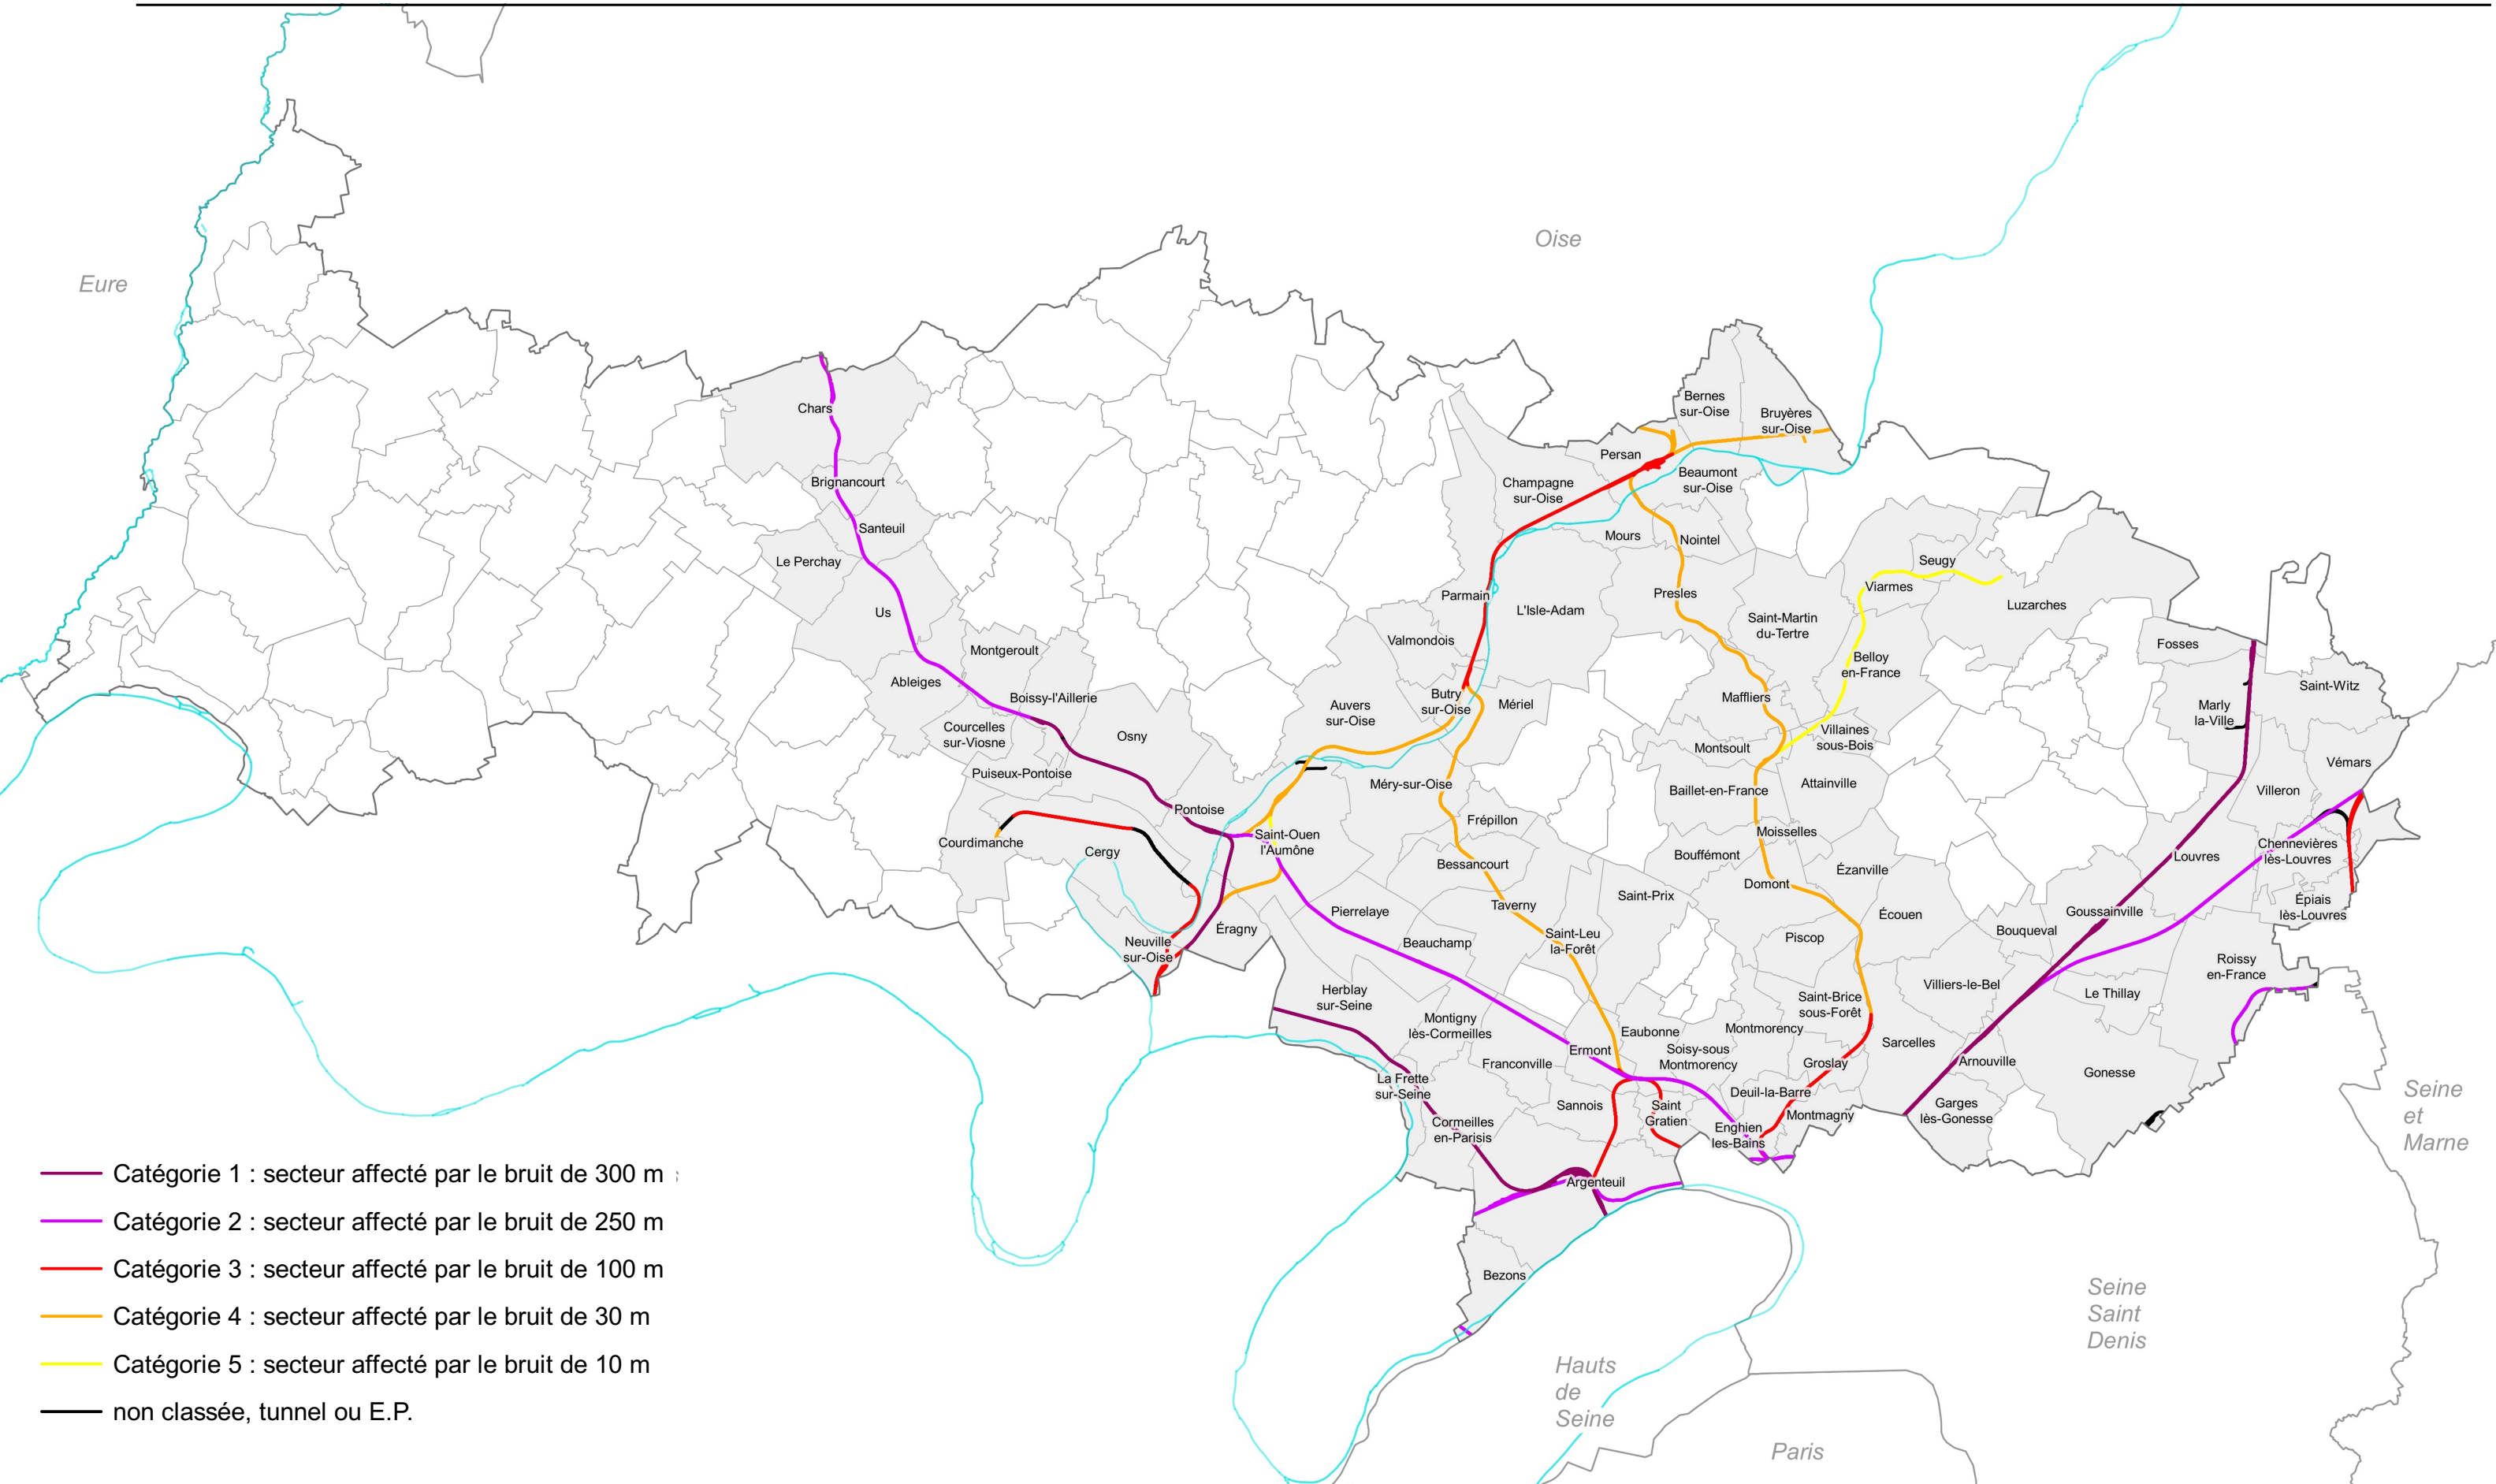 Oise
Eure
Bernes
sur-Oise
Bruyères
sur-Oise
Chars
Persan
Beaumont
sur-Oise
Champagne
sur-Oise
Brignancourt
Santeuil
Mours
Nointel
Le Perchay
Seugy
Viarmes
Parmain
Presles
L'Isle-Adam
Luzarches
Us
Saint-Martin
du-Tertre
Valmondois
Fosses
Montgeroult
Belloy
en-France
Ableiges
Saint-Witz
Boissy-l'Aillerie
Butry
sur-Oise
Mériel
Maffliers
Auvers
sur-Oise
Marly
la-Ville
Courcelles
sur-Viosne
Osny
Villaines
sous-Bois
Montsoult
Vémars
Puiseux-Pontoise
Méry-sur-Oise
Baillet-en-France
Attainville
Villeron
Pontoise
Frépillon
Saint-Ouen
l'Aumône
Moisselles
Courdimanche
Cergy
Bouffémont
Chennevières
lès-Louvres
Louvres
Bessancourt
Ézanville
Domont
Saint-Prix
Taverny
Épiais
lès-Louvres
Pierrelaye
Goussainville
Écouen
Éragny
Bouqueval
Saint-Leu
la-Forêt
Beauchamp
Piscop
Neuville
sur-Oise
Roissy
en-France
Villiers-le-Bel
Le Thillay
Herblay
sur-Seine
Saint-Brice
sous-Forêt
Montigny
lès-Cormeilles
Montmorency
Eaubonne
Sarcelles
Ermont
Soisy-sous
Montmorency
Franconville
Groslay
Arnouville
Gonesse
La Frette
sur-Seine
Deuil-la-Barre
Sannois
Saint
Gratien
Montmagny
Garges
lès-Gonesse
Cormeilles
en-Parisis
Enghien
les-Bains
Seine
et
Marne
Argenteuil
Bezons
Seine
Saint
Denis
Hauts
de
Seine
Paris
Catégorie 1 : secteur affecté par le bruit de 300 m
Catégorie 2 : secteur affecté par le bruit de 250 m
Catégorie 3 : secteur affecté par le bruit de 100 m
Catégorie 4 : secteur affecté par le bruit de 30 m
Catégorie 5 : secteur affecté par le bruit de 10 m
non classée, tunnel ou E.P.